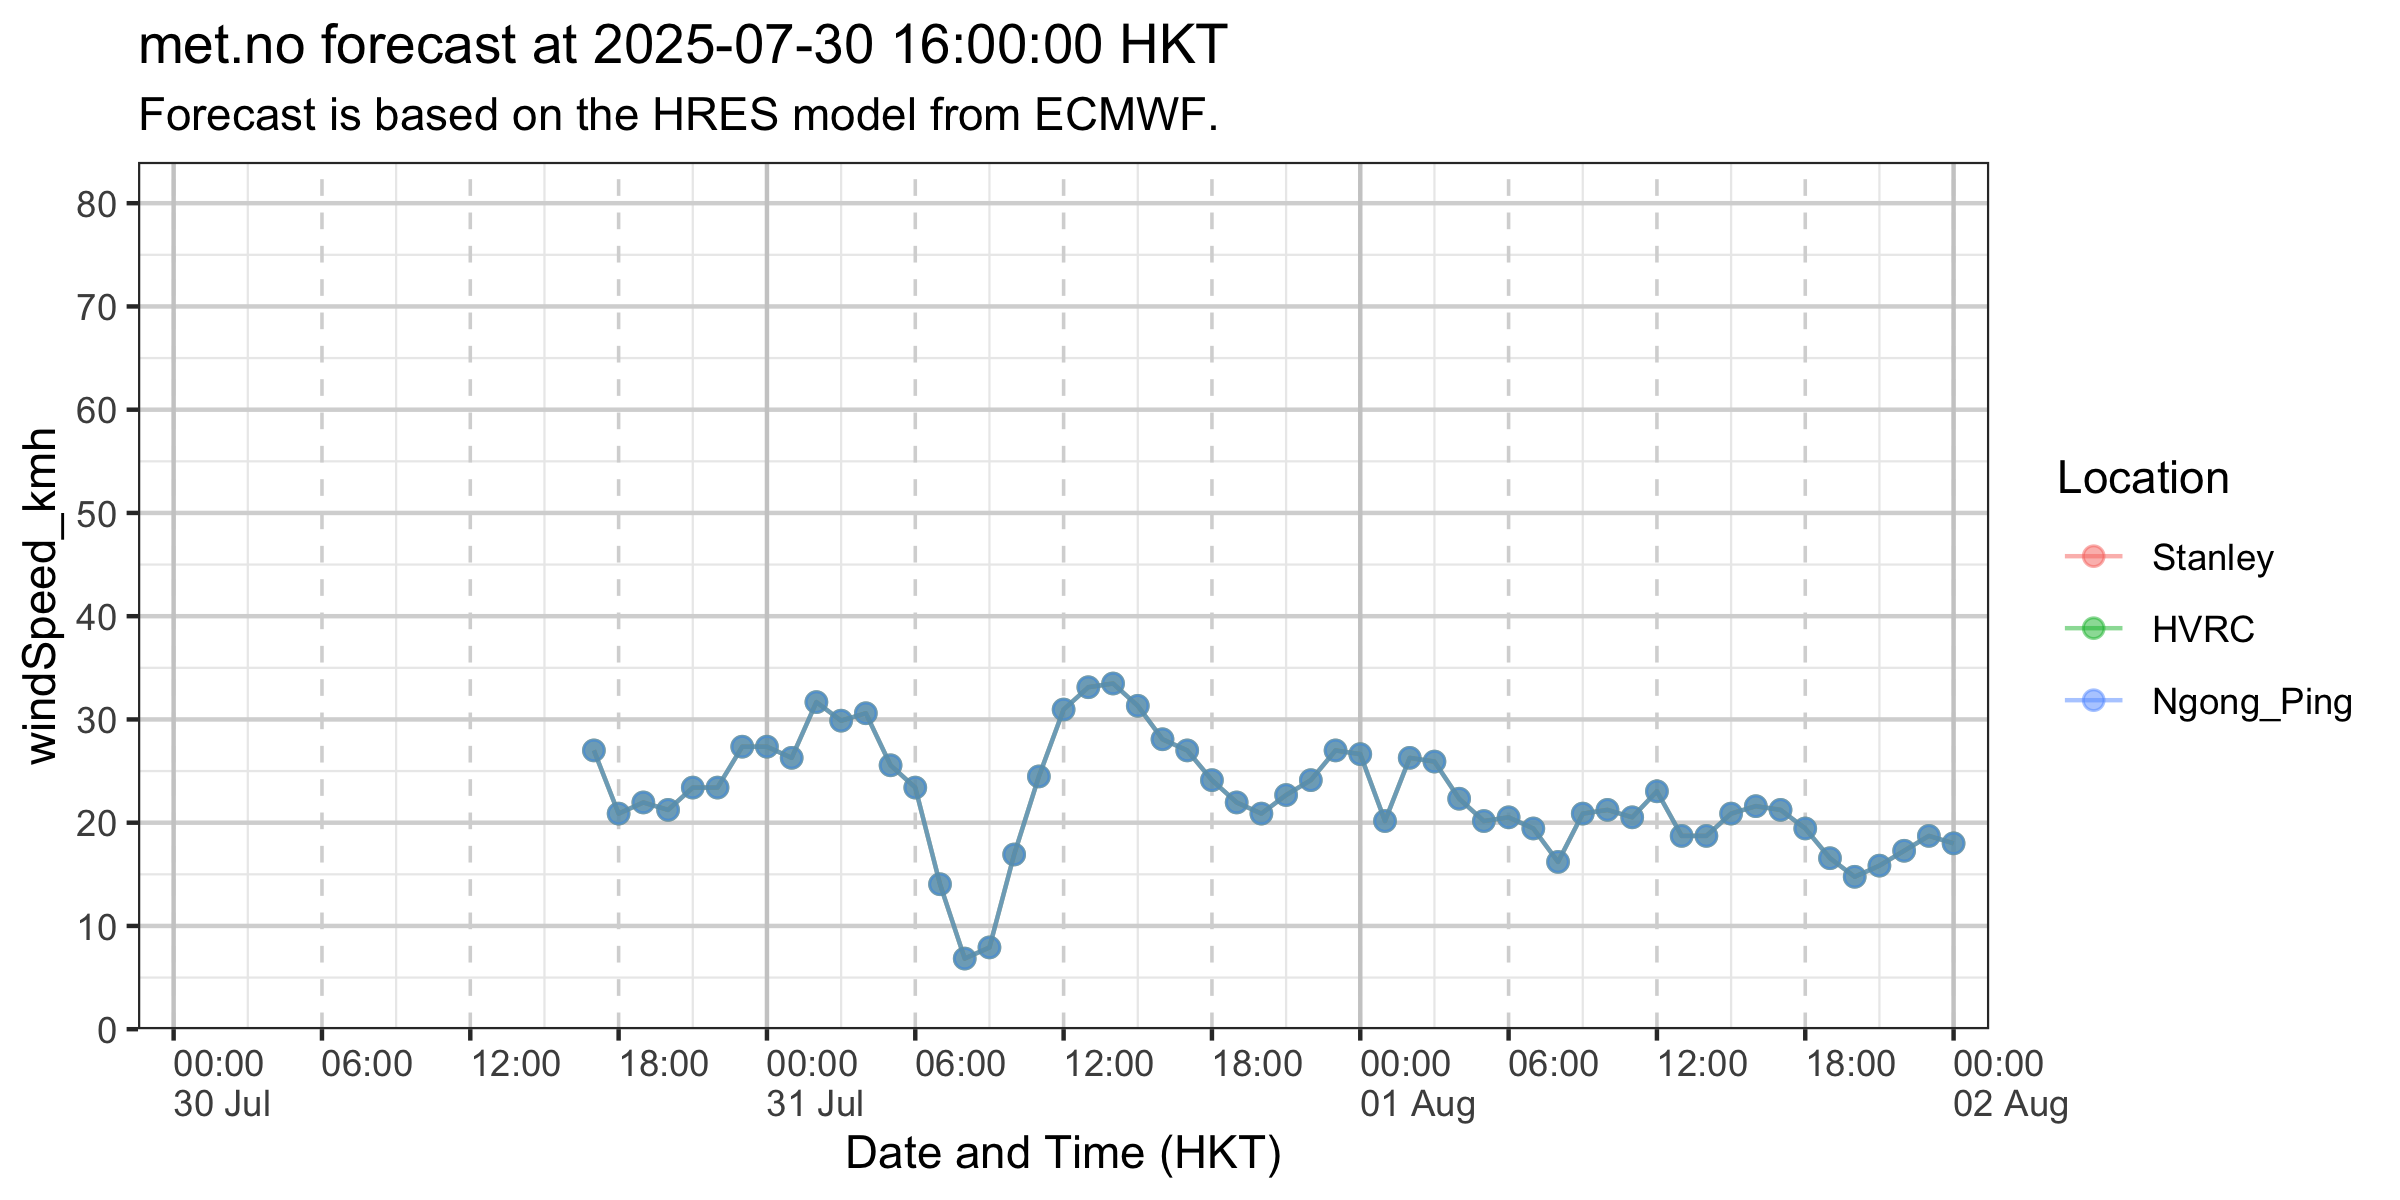 met.no forecast at 2025-07-30 16:00:00 HKT
Forecast is based on the HRES model from ECMWF.
windSpeed_kmh
80
70
60
50
40
30
20
10
0
00:00 06:00 12:00 18:00 00:00 06:00 12:00 18:00 00:00 06:00 12:00 18:00 00:00
30 Jul 31 Jul 01 Aug 02 Aug
Date and Time (HKT)
Location
Stanley
HVRC
Ngong_Ping